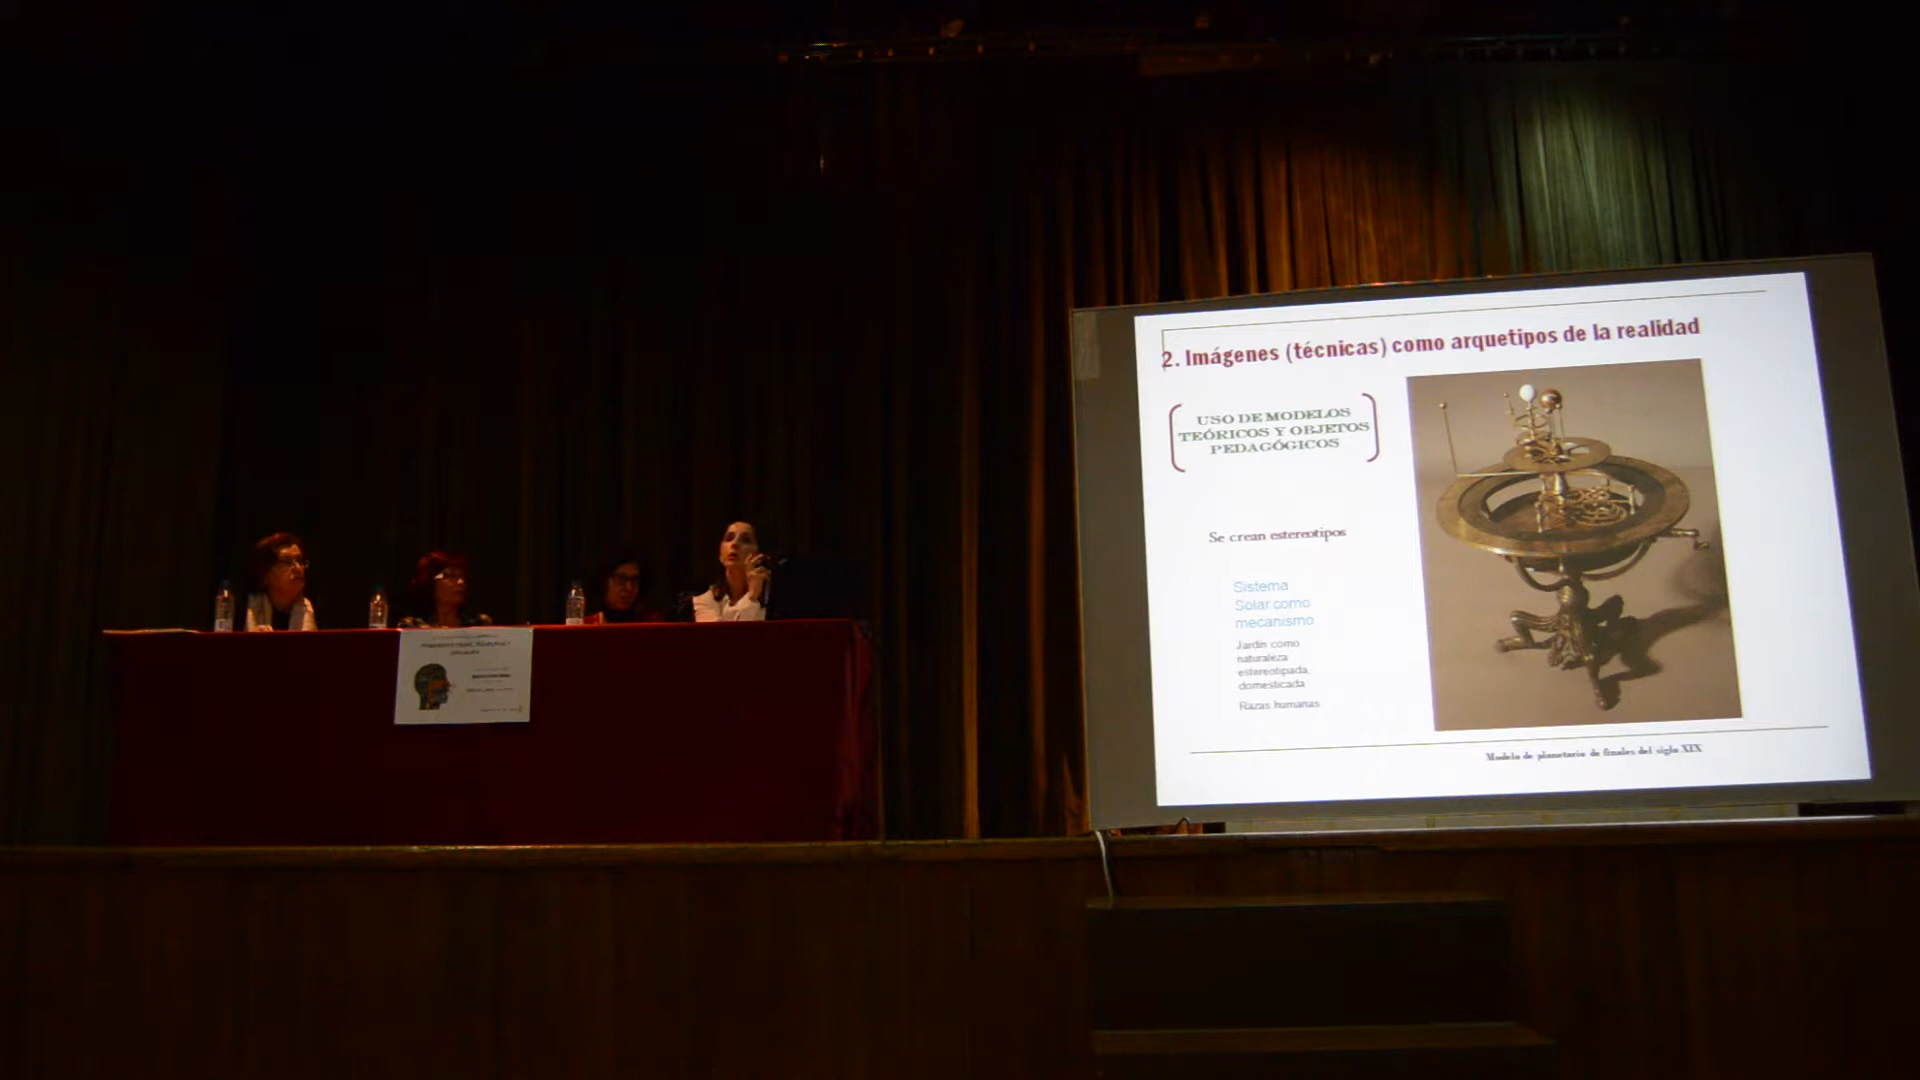 2. Imágenes (técnicas) como arquetipos de la realidad
USO DE MODELOS
TEÓRICOS Y OBJETOS
PEDAGÓGICOS
Se crean estereotipos
Sistema
Solar como
mecanismo
Jardín como
naturaleza
estereotipada,
domesticada
Razas humanas
Modelo de planetario de finales del siglo XIX